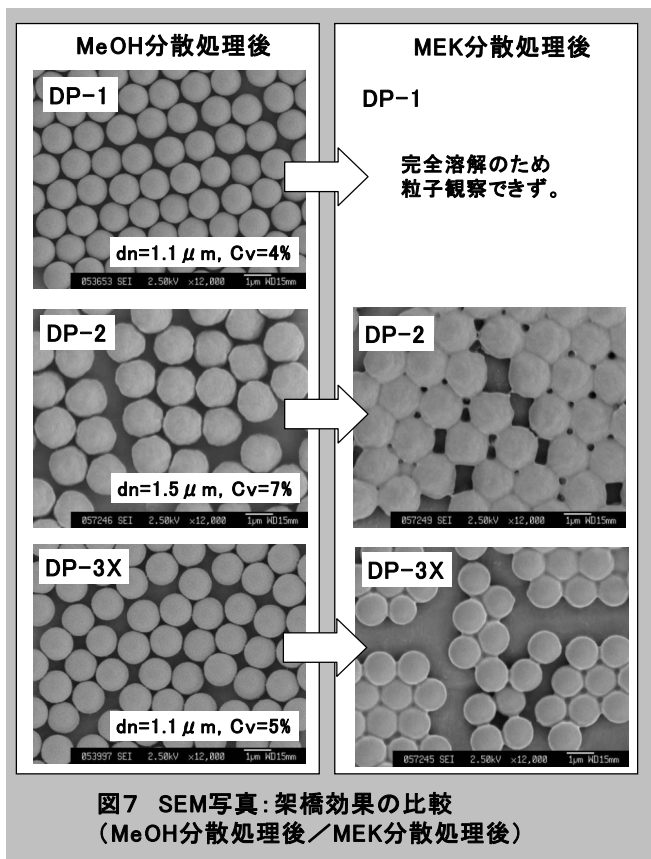 MeOH分散処理後
MEK分散処理後
DP-1
dn=1.1μm, Cv=4%
053653 SEI 2.50kV ×12,000 1μm WD15mm
DP-1
完全溶解のため
粒子観察できず。
DP-2
dn=1.5μm, Cv=7%
057246 SEI 2.50kV ×12,000 1μm WD15mm
DP-2
057249 SEI 2.50kV ×12,000 1μm WD15mm
DP-3X
dn=1.1μm, Cv=5%
053997 SEI 2.50kV ×12,000 1μm WD15mm
DP-3X
057245 SEI 2.50kV ×12,000 1μm WD15mm
図7 SEM写真:架橋効果の比較
(MeOH分散処理後/MEK分散処理後)